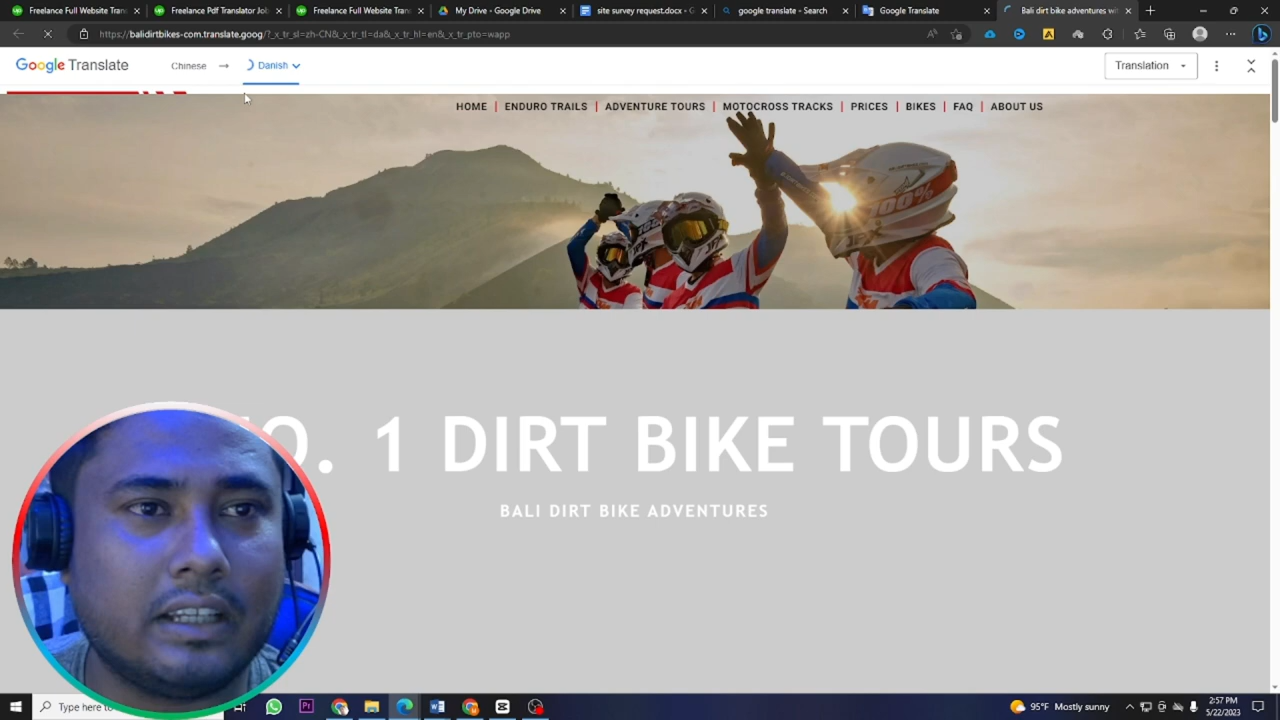 Freelance Full Website Trans
Freelance Pdf Translator Job
Freelance Full Website Trans
My Drive - Google Drive
site survey request.docx - G
google translate - Search
Google Translate
Bali dirt bike adventures wi
https://balidirtbikes-com.translate.goog/?_x_tr_sl=zh-CN&_x_tr_tl=da&_x_tr_hl=en&_x_tr_pto=wapp
Google Translate
Chinese → Danish
Translation
HOME | ENDURO TRAILS | ADVENTURE TOURS | MOTOCROSS TRACKS | PRICES | BIKES | FAQ | ABOUT US
100%
O. 1 DIRT BIKE TOURS
BALI DIRT BIKE ADVENTURES
Type here to
95°F Mostly sunny
2:57 PM
5/22/2023